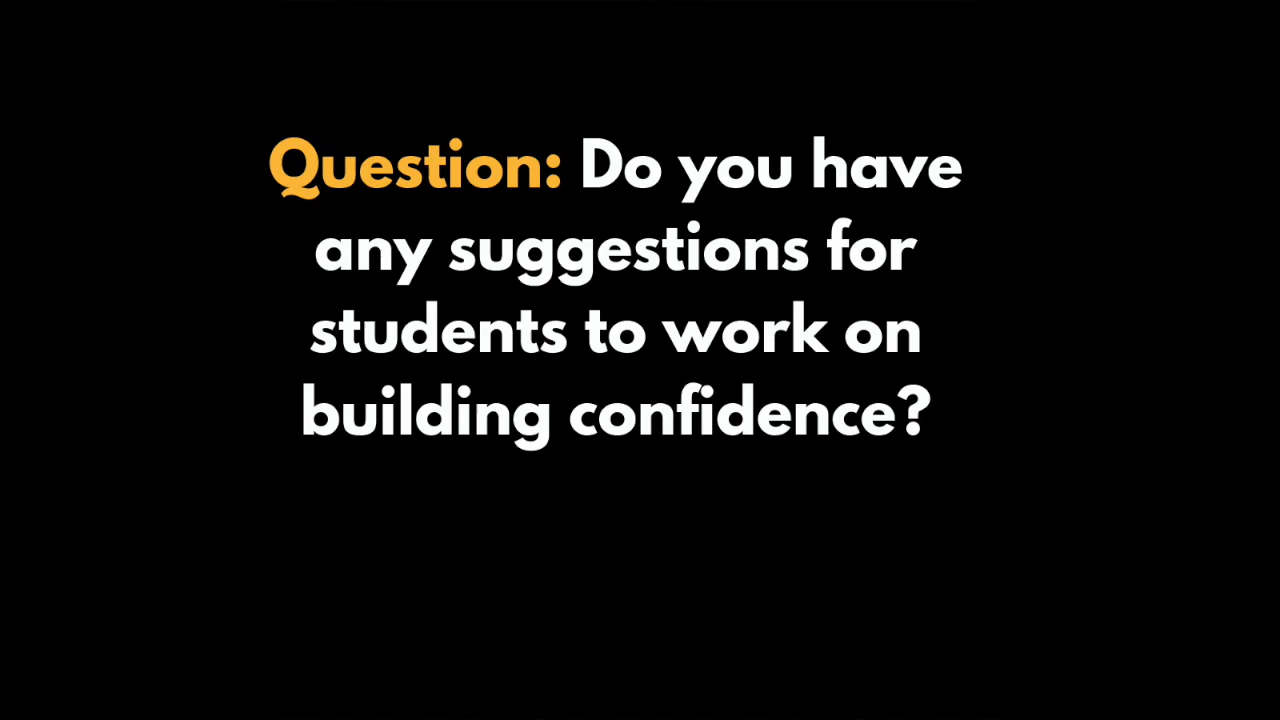 Question: Do you have
any suggestions for
students to work on
building confidence?